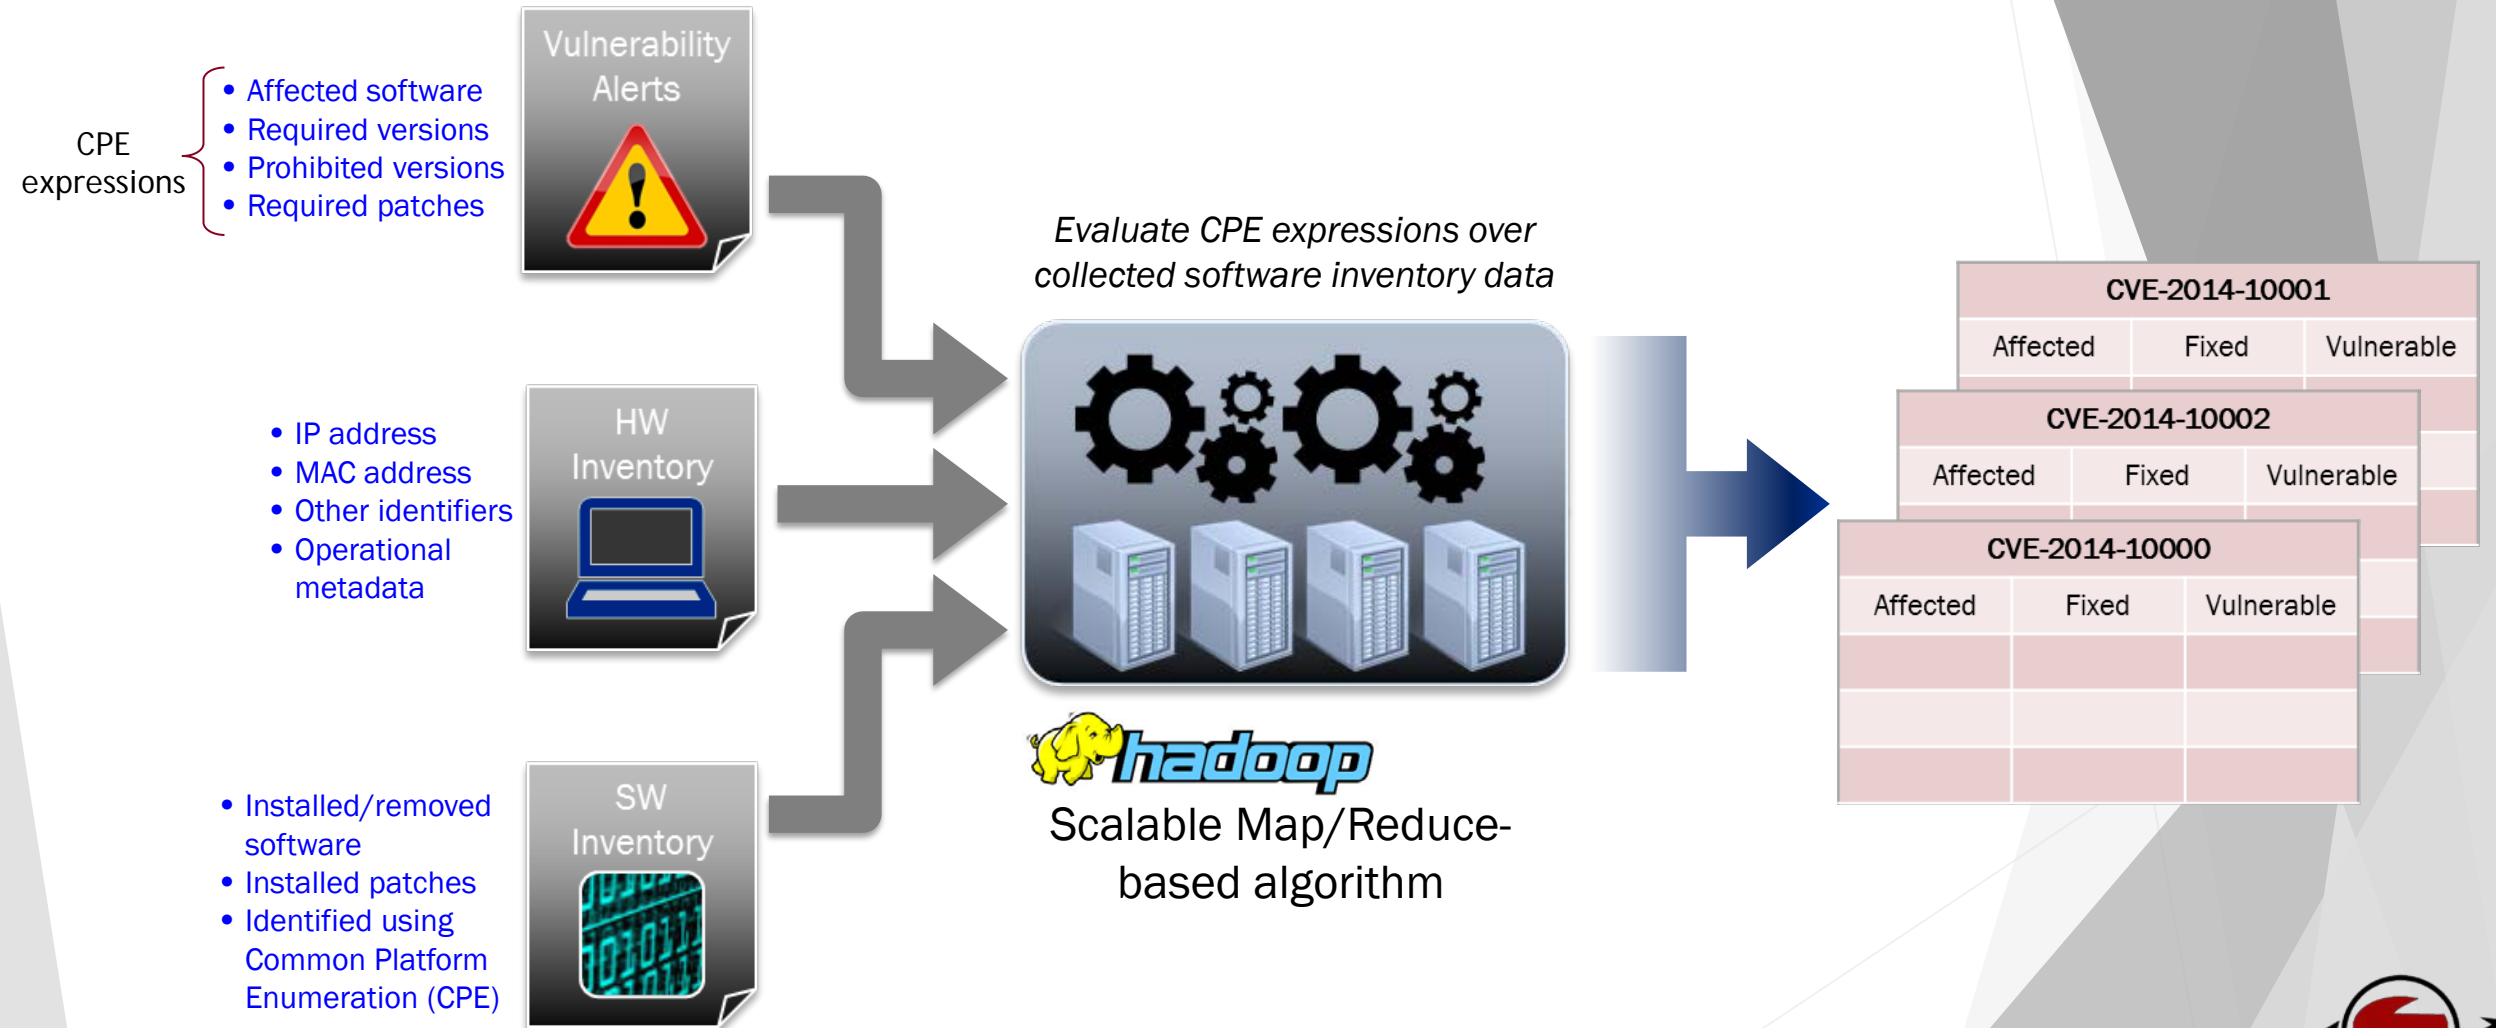 CPE
expressions
• Affected software
• Required versions
• Prohibited versions
• Required patches
Vulnerability
Alerts
• IP address
• MAC address
• Other identifiers
• Operational
metadata
HW
Inventory
• Installed/removed
software
• Installed patches
• Identified using
Common Platform
Enumeration (CPE)
SW
Inventory
Evaluate CPE expressions over
collected software inventory data
hadoop
Scalable Map/Reduce-
based algorithm
CVE-2014-10001
Affected Fixed Vulnerable
CVE-2014-10002
Affected Fixed Vulnerable
CVE-2014-10000
Affected Fixed Vulnerable